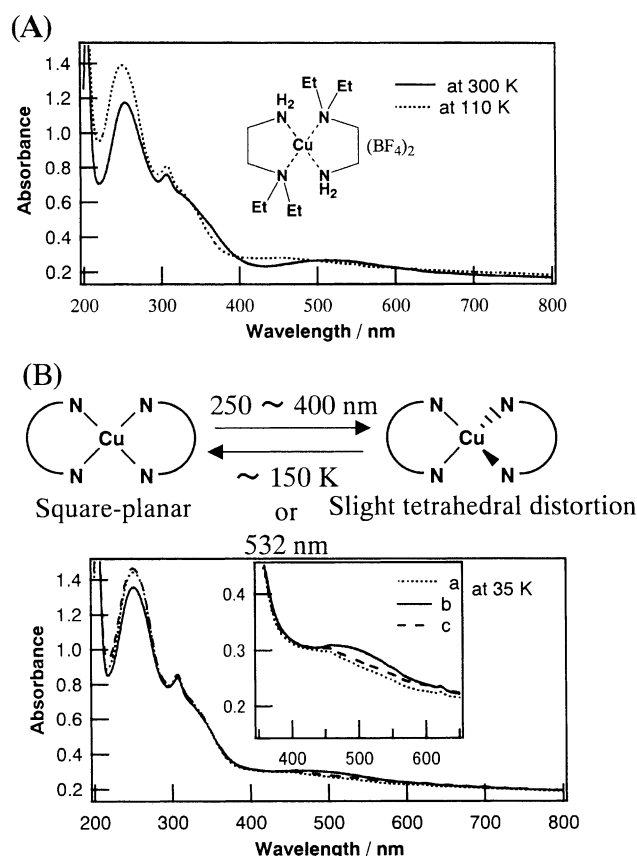 (A)
1.4
1.2
1.0
0.8
0.6
0.4
0.2
Absorbance
200 300 400 500 600 700 800
Wavelength / nm
at 300 K
at 110 K
H2
N
Et
Et
N
Cu
(BF4)2
N
Et
Et
N
H2
(B)
N N
Cu
N N
Square-planar
250 ~ 400 nm
~ 150 K
or
532 nm
N N
Cu
N N
Slight tetrahedral distortion
1.4
1.2
1.0
0.8
0.6
0.4
0.2
Absorbance
200 300 400 500 600 700 800
Wavelength / nm
0.4
0.3
0.2
400 500 600
a at 35 K
b
c